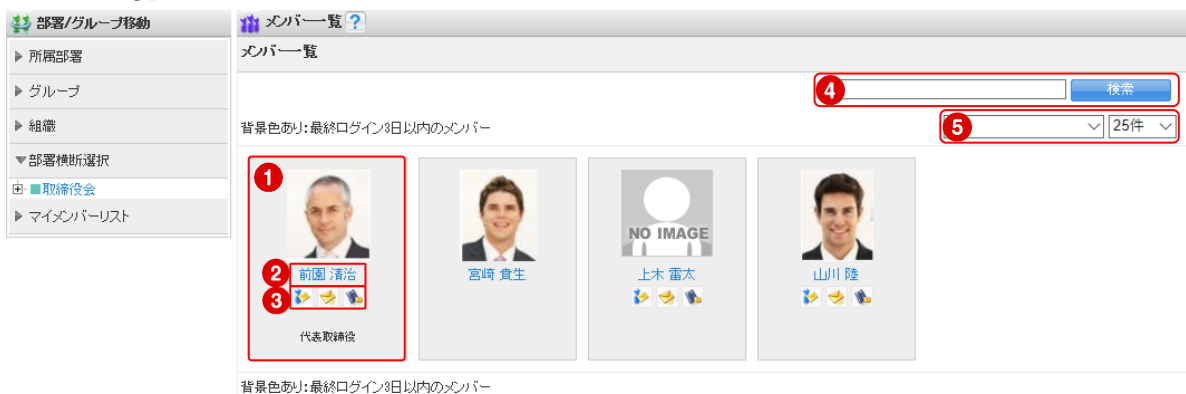 部署/グループ移動
所属部署
グループ
組織
部署横断選択
取締役会
マイメンバーリスト
メンバー一覧 ?
メンバー一覧
4 検索
背景色あり:最終ログイン3日以内のメンバー
5 25件
1
2 前園 清治
3
代表取締役
宮崎 貴生
NO IMAGE
上木 雷太
山川 陸
背景色あり:最終ログイン3日以内のメンバー